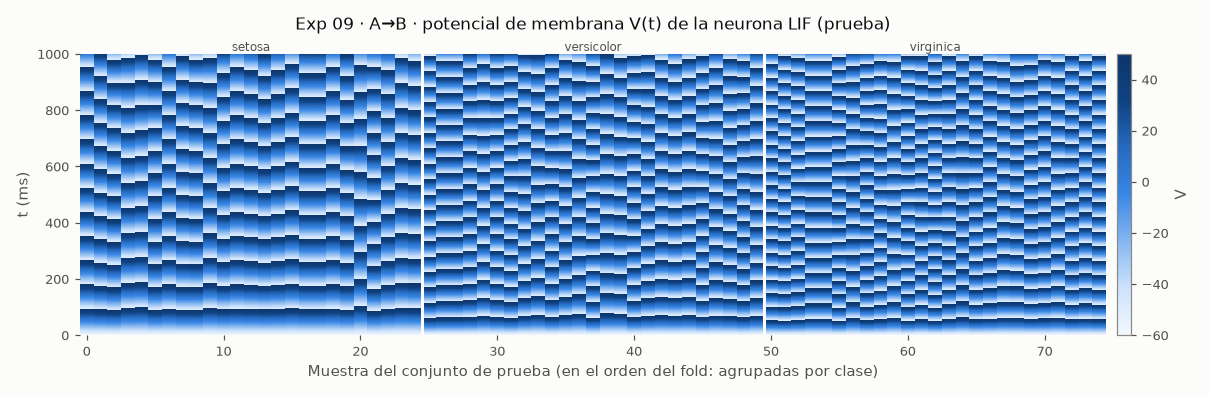 Exp 09 · A→B · potencial de membrana V(t) de la neurona LIF (prueba)
setosa
versicolor
virginica
1000
800
600
400
200
0
t (ms)
0
10
20
30
40
50
60
70
Muestra del conjunto de prueba (en el orden del fold: agrupadas por clase)
40
20
0
−20
−40
−60
V